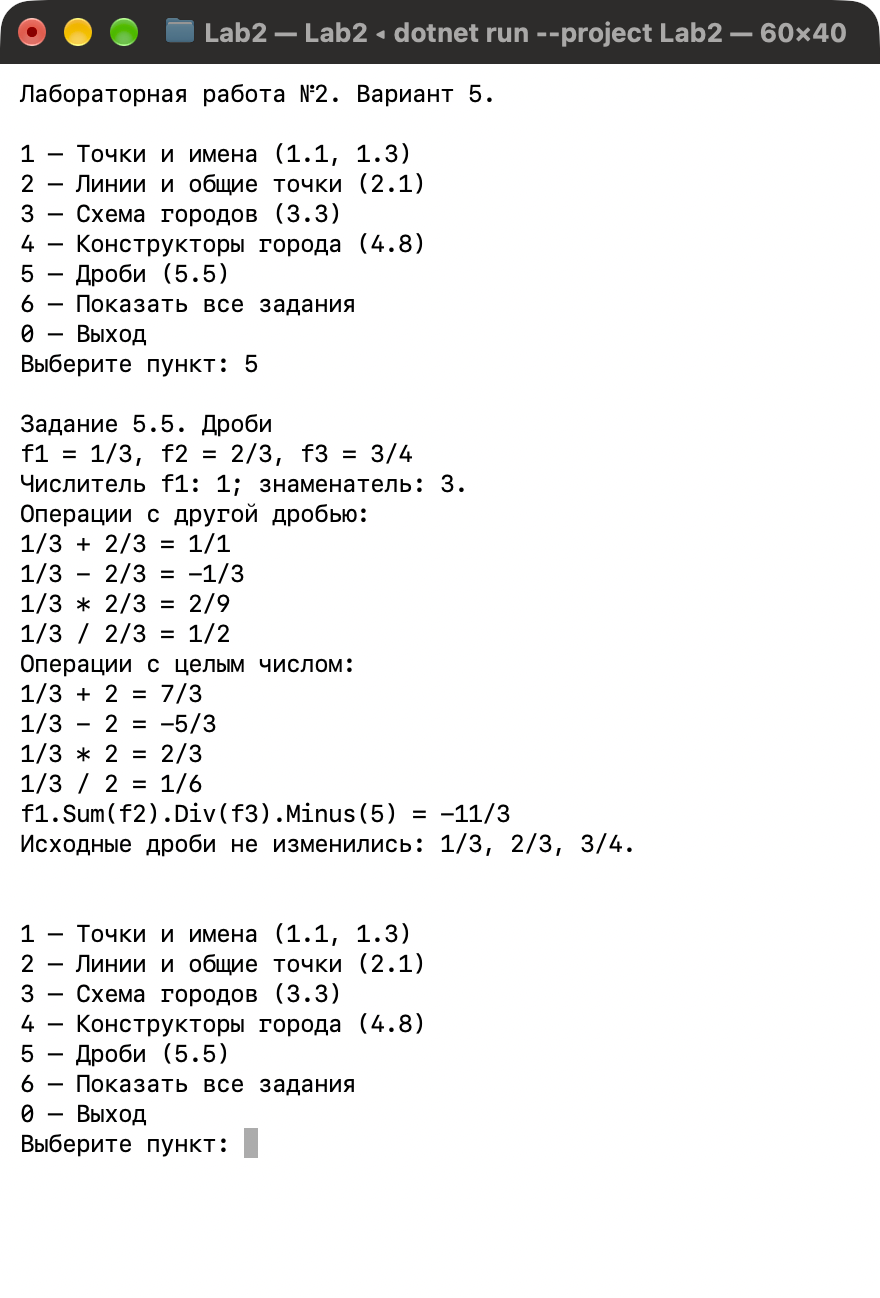 Lab2 — Lab2 ◂ dotnet run --project Lab2 — 60×40
Лабораторная работа №2. Вариант 5.
1 — Точки и имена (1.1, 1.3)
2 — Линии и общие точки (2.1)
3 — Схема городов (3.3)
4 — Конструкторы города (4.8)
5 — Дроби (5.5)
6 — Показать все задания
0 — Выход
Выберите пункт: 5
Задание 5.5. Дроби
f1 = 1/3, f2 = 2/3, f3 = 3/4
Числитель f1: 1; знаменатель: 3.
Операции с другой дробью:
1/3 + 2/3 = 1/1
1/3 - 2/3 = -1/3
1/3 * 2/3 = 2/9
1/3 / 2/3 = 1/2
Операции с целым числом:
1/3 + 2 = 7/3
1/3 - 2 = -5/3
1/3 * 2 = 2/3
1/3 / 2 = 1/6
f1.Sum(f2).Div(f3).Minus(5) = -11/3
Исходные дроби не изменились: 1/3, 2/3, 3/4.
1 — Точки и имена (1.1, 1.3)
2 — Линии и общие точки (2.1)
3 — Схема городов (3.3)
4 — Конструкторы города (4.8)
5 — Дроби (5.5)
6 — Показать все задания
0 — Выход
Выберите пункт: